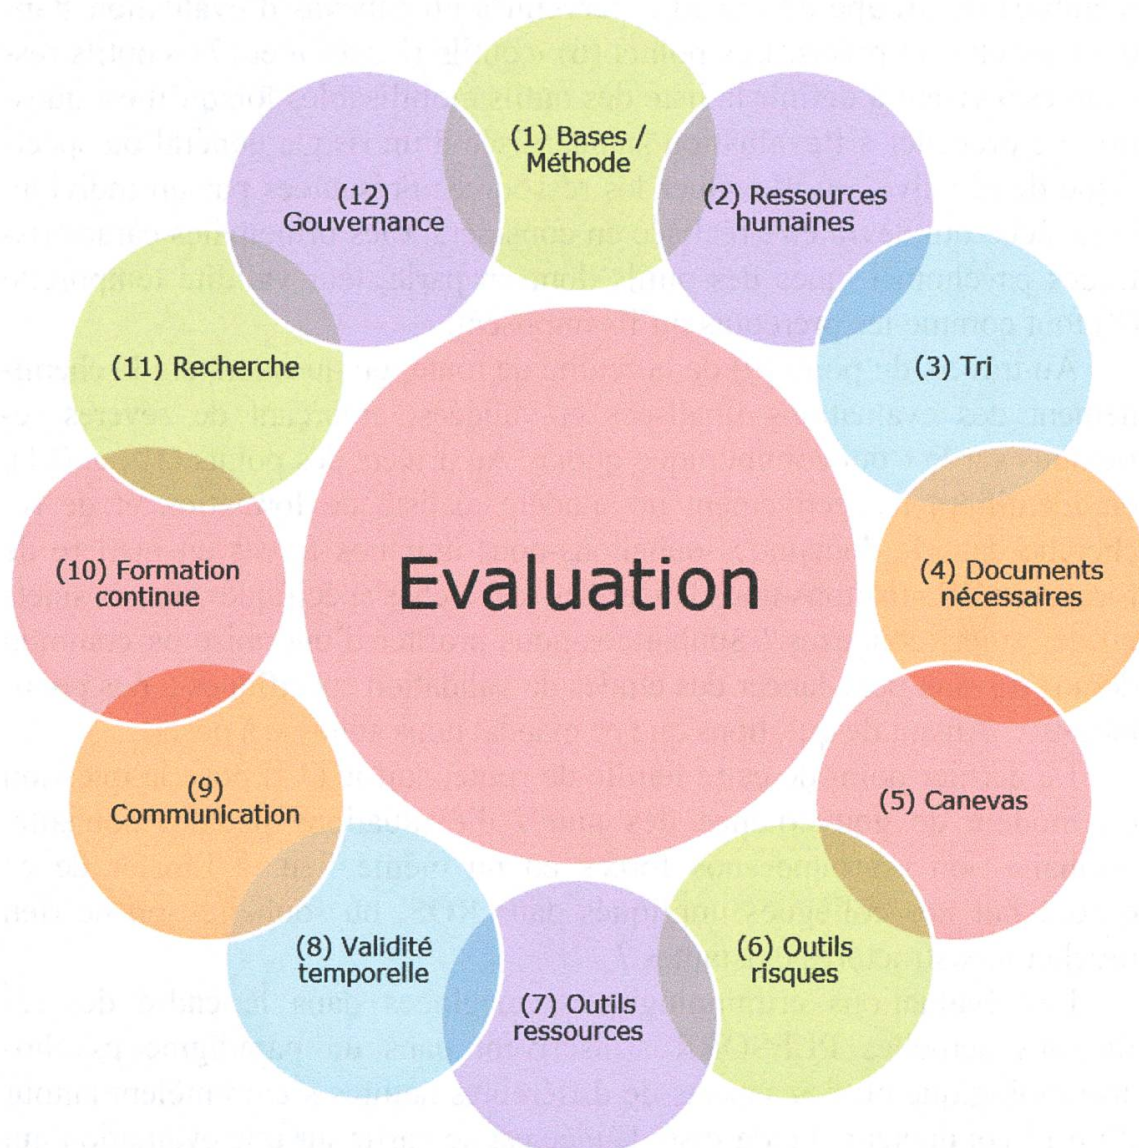 (1) Bases /
Méthode
(2) Ressources
humaines
(3) Tri
(4) Documents
nécessaires
(5) Canevas
(6) Outils
risques
(7) Outils
ressources
(8) Validité
temporelle
(9)
Communication
(10) Formation
continue
(11) Recherche
(12)
Gouvernance
Evaluation